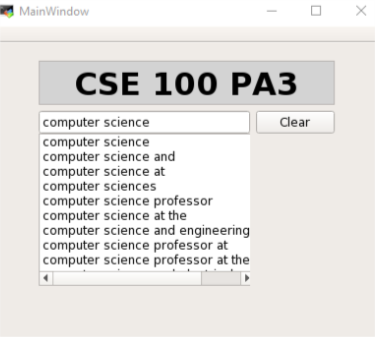 MainWindow
CSE 100 PA3
computer science
Clear
computer science
computer science and
computer science at
computer sciences
computer science professor
computer science at the
computer science and engineering
computer science professor at
computer science professor at the